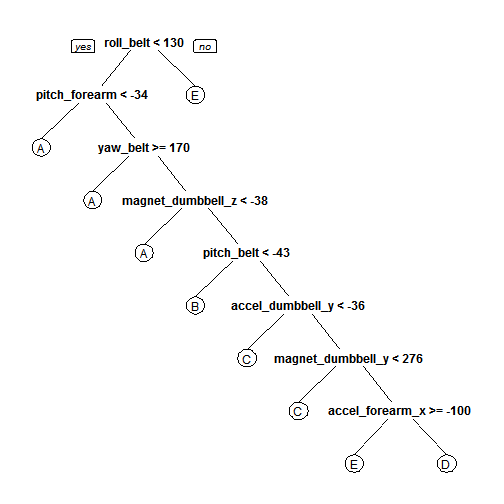 yes roll_belt < 130 no
pitch_forearm < -34 E
A yaw_belt >= 170
A magnet_dumbbell_z < -38
A pitch_belt < -43
B accel_dumbbell_y < -36
C magnet_dumbbell_y < 276
C accel_forearm_x >= -100
E D